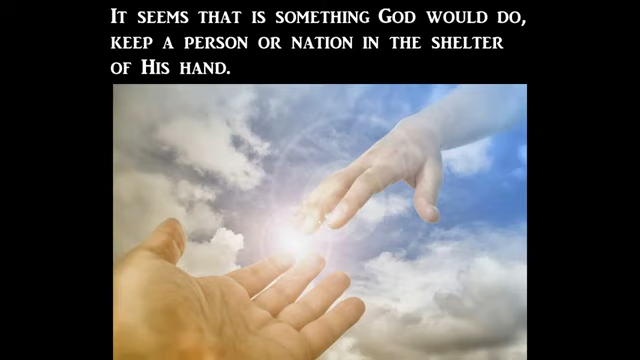 It seems that is something God would do,
keep a person or nation in the shelter
of His hand.